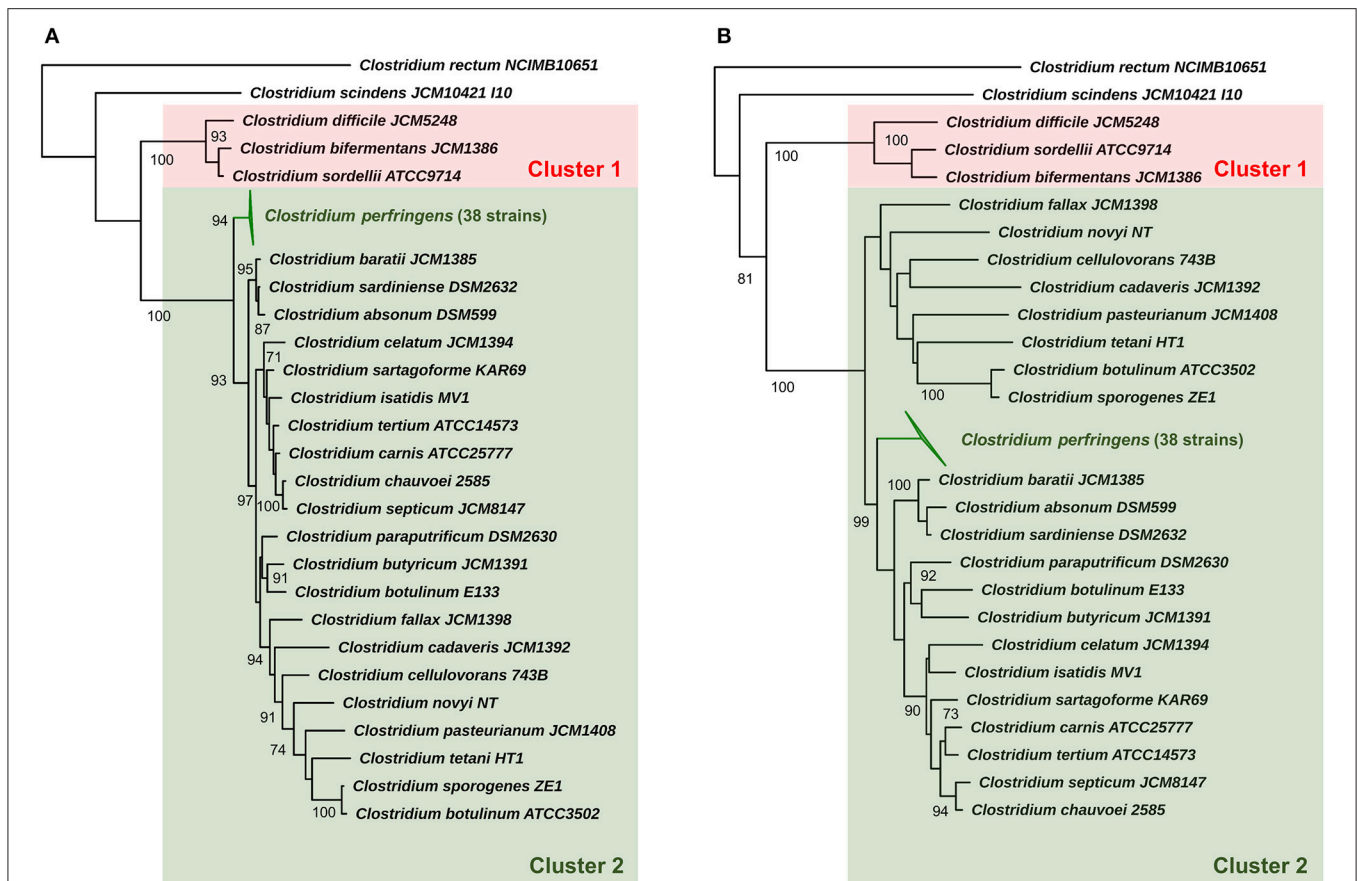 A
Clostridium rectum NCIMB10651
Clostridium scindens JCM10421 I10
Clostridium difficile JCM5248
93
Clostridium bifermentans JCM1386
100
Clostridium sordellii ATCC9714
Cluster 1
94
Clostridium perfringens (38 strains)
Clostridium baratii JCM1385
95
Clostridium sardiniense DSM2632
Clostridium absonum DSM599
100
87
Clostridium celatum JCM1394
71
Clostridium sartagoforme KAR69
93
Clostridium isatidis MV1
Clostridium tertium ATCC14573
Clostridium carnis ATCC25777
Clostridium chauvoei 2585
97
100
Clostridium septicum JCM8147
Clostridium paraputrificum DSM2630
Clostridium butyricum JCM1391
91
Clostridium botulinum E133
Clostridium fallax JCM1398
Clostridium cadaveris JCM1392
94
Clostridium cellulovorans 743B
Clostridium novyi NT
91
Clostridium pasteurianum JCM1408
74
Clostridium tetani HT1
Clostridium sporogenes ZE1
100
Clostridium botulinum ATCC3502
Cluster 2
B
Clostridium rectum NCIMB10651
Clostridium scindens JCM10421 I10
Clostridium difficile JCM5248
100
100
Clostridium sordellii ATCC9714
Clostridium bifermentans JCM1386
Cluster 1
Clostridium fallax JCM1398
Clostridium novyi NT
Clostridium cellulovorans 743B
81
Clostridium cadaveris JCM1392
Clostridium pasteurianum JCM1408
Clostridium tetani HT1
Clostridium botulinum ATCC3502
100
100
Clostridium sporogenes ZE1
Clostridium perfringens (38 strains)
Clostridium baratii JCM1385
100
Clostridium absonum DSM599
99
Clostridium sardiniense DSM2632
Clostridium paraputrificum DSM2630
92
Clostridium botulinum E133
Clostridium butyricum JCM1391
Clostridium celatum JCM1394
Clostridium isatidis MV1
Clostridium sartagoforme KAR69
90
73
Clostridium carnis ATCC25777
Clostridium tertium ATCC14573
Clostridium septicum JCM8147
94
Clostridium chauvoei 2585
Cluster 2